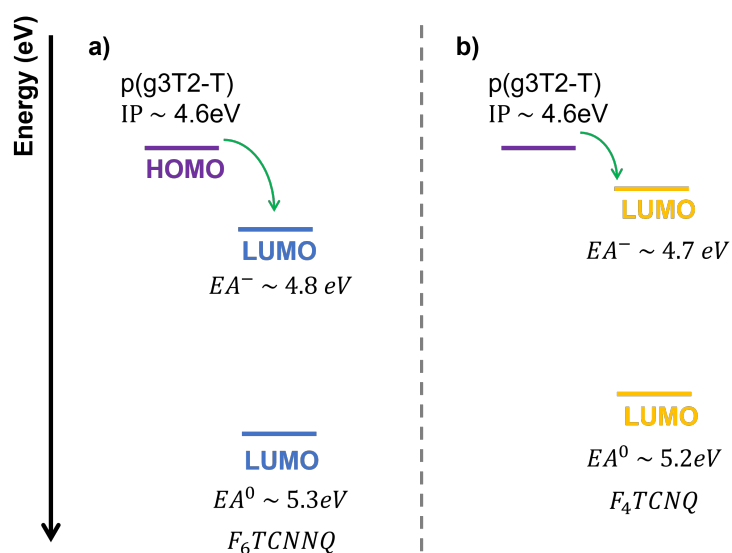 Energy (eV)
a)
p(g3T2-T)
IP ~ 4.6eV
HOMO
LUMO
EA⁻ ~ 4.8 eV
LUMO
EA⁰ ~ 5.3eV
F₆TCNNQ
b)
p(g3T2-T)
IP ~ 4.6eV
LUMO
EA⁻ ~ 4.7 eV
LUMO
EA⁰ ~ 5.2eV
F₄TCNQ